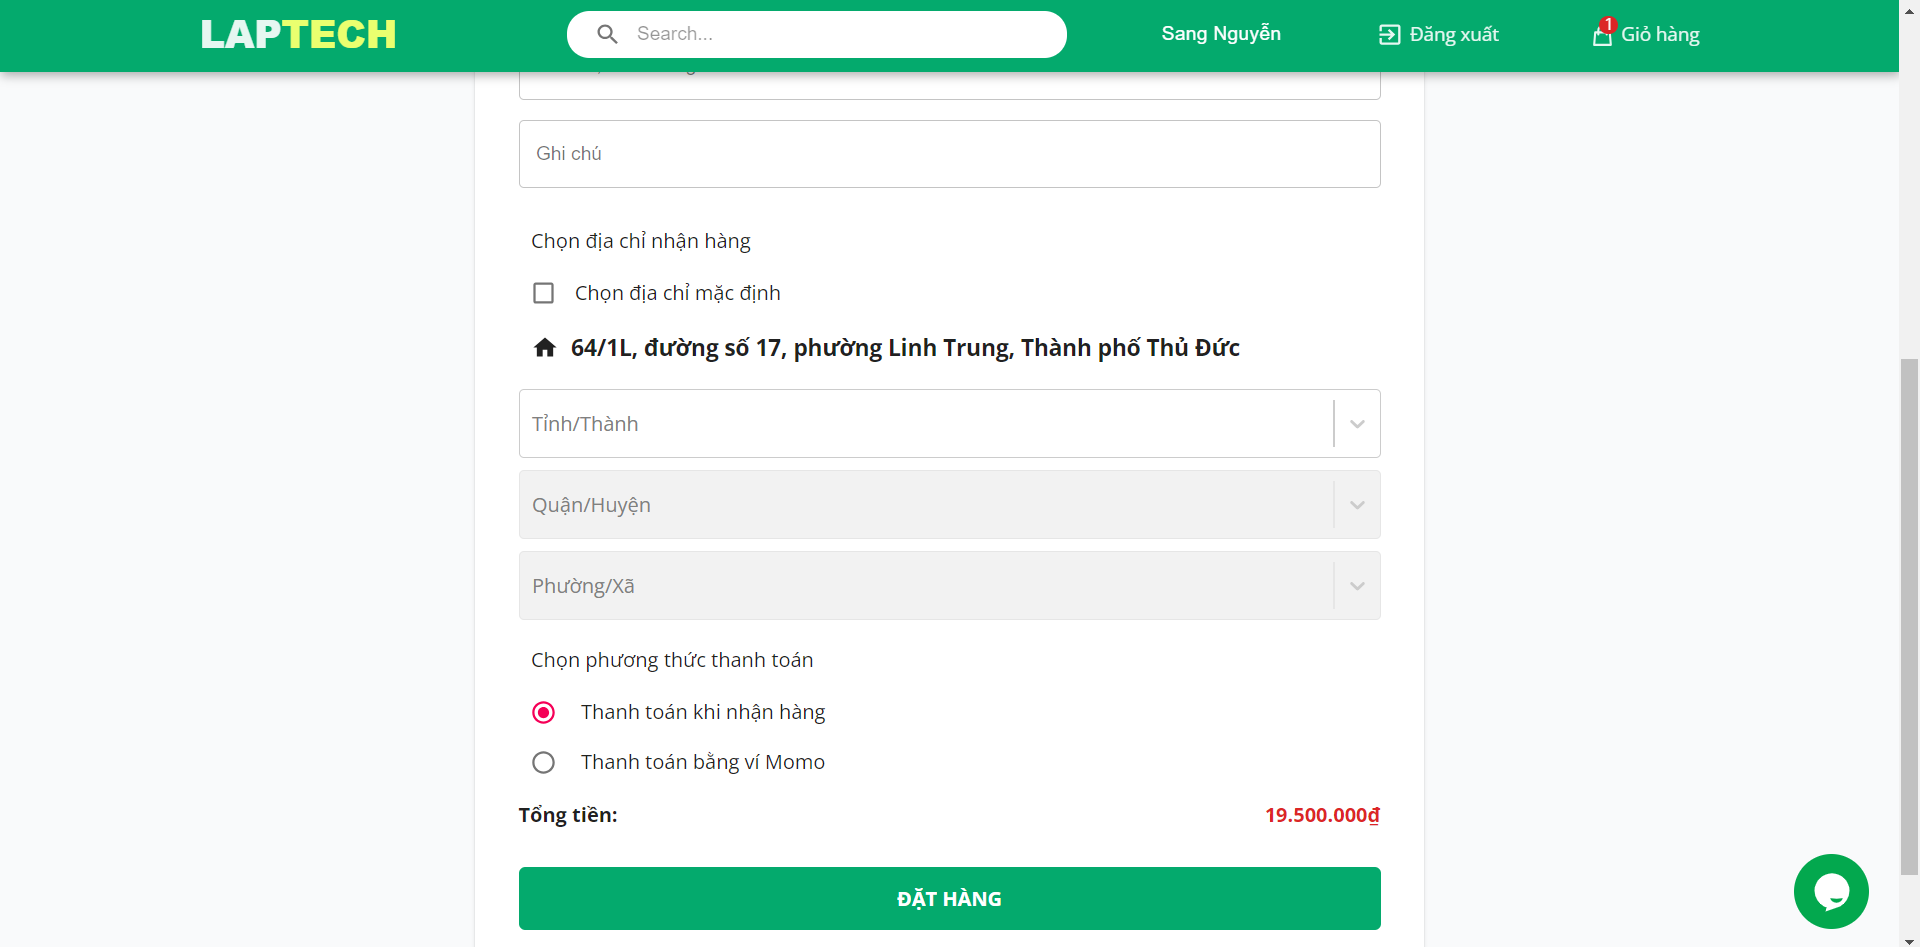 LAPTECH
Search...
Sang Nguyễn
Đăng xuất
1
Giỏ hàng
Ghi chú
Chọn địa chỉ nhận hàng
Chọn địa chỉ mặc định
64/1L, đường số 17, phường Linh Trung, Thành phố Thủ Đức
Tỉnh/Thành
Quận/Huyện
Phường/Xã
Chọn phương thức thanh toán
Thanh toán khi nhận hàng
Thanh toán bằng ví Momo
Tổng tiền:
19.500.000₫
ĐẶT HÀNG